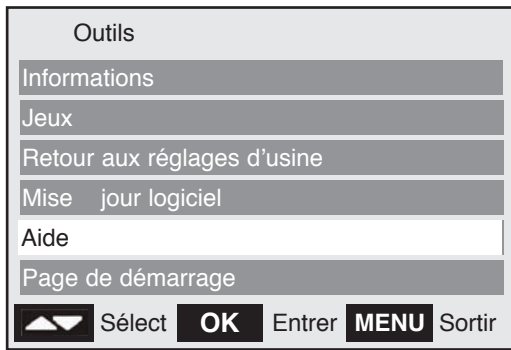 Outils
Informations
Jeux
Retour aux réglages d'usine
Mise jour logiciel
Aide
Page de démarrage
Sélect OK Entrer MENU Sortir